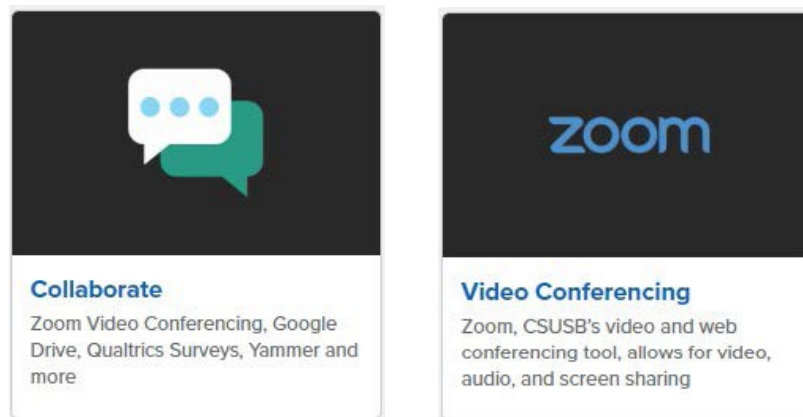 Collaborate
Zoom Video Conferencing, Google
Drive, Qualtrics Surveys, Yammer and
more
zoom
Video Conferencing
Zoom, CSUSB's video and web
conferencing tool, allows for video,
audio, and screen sharing